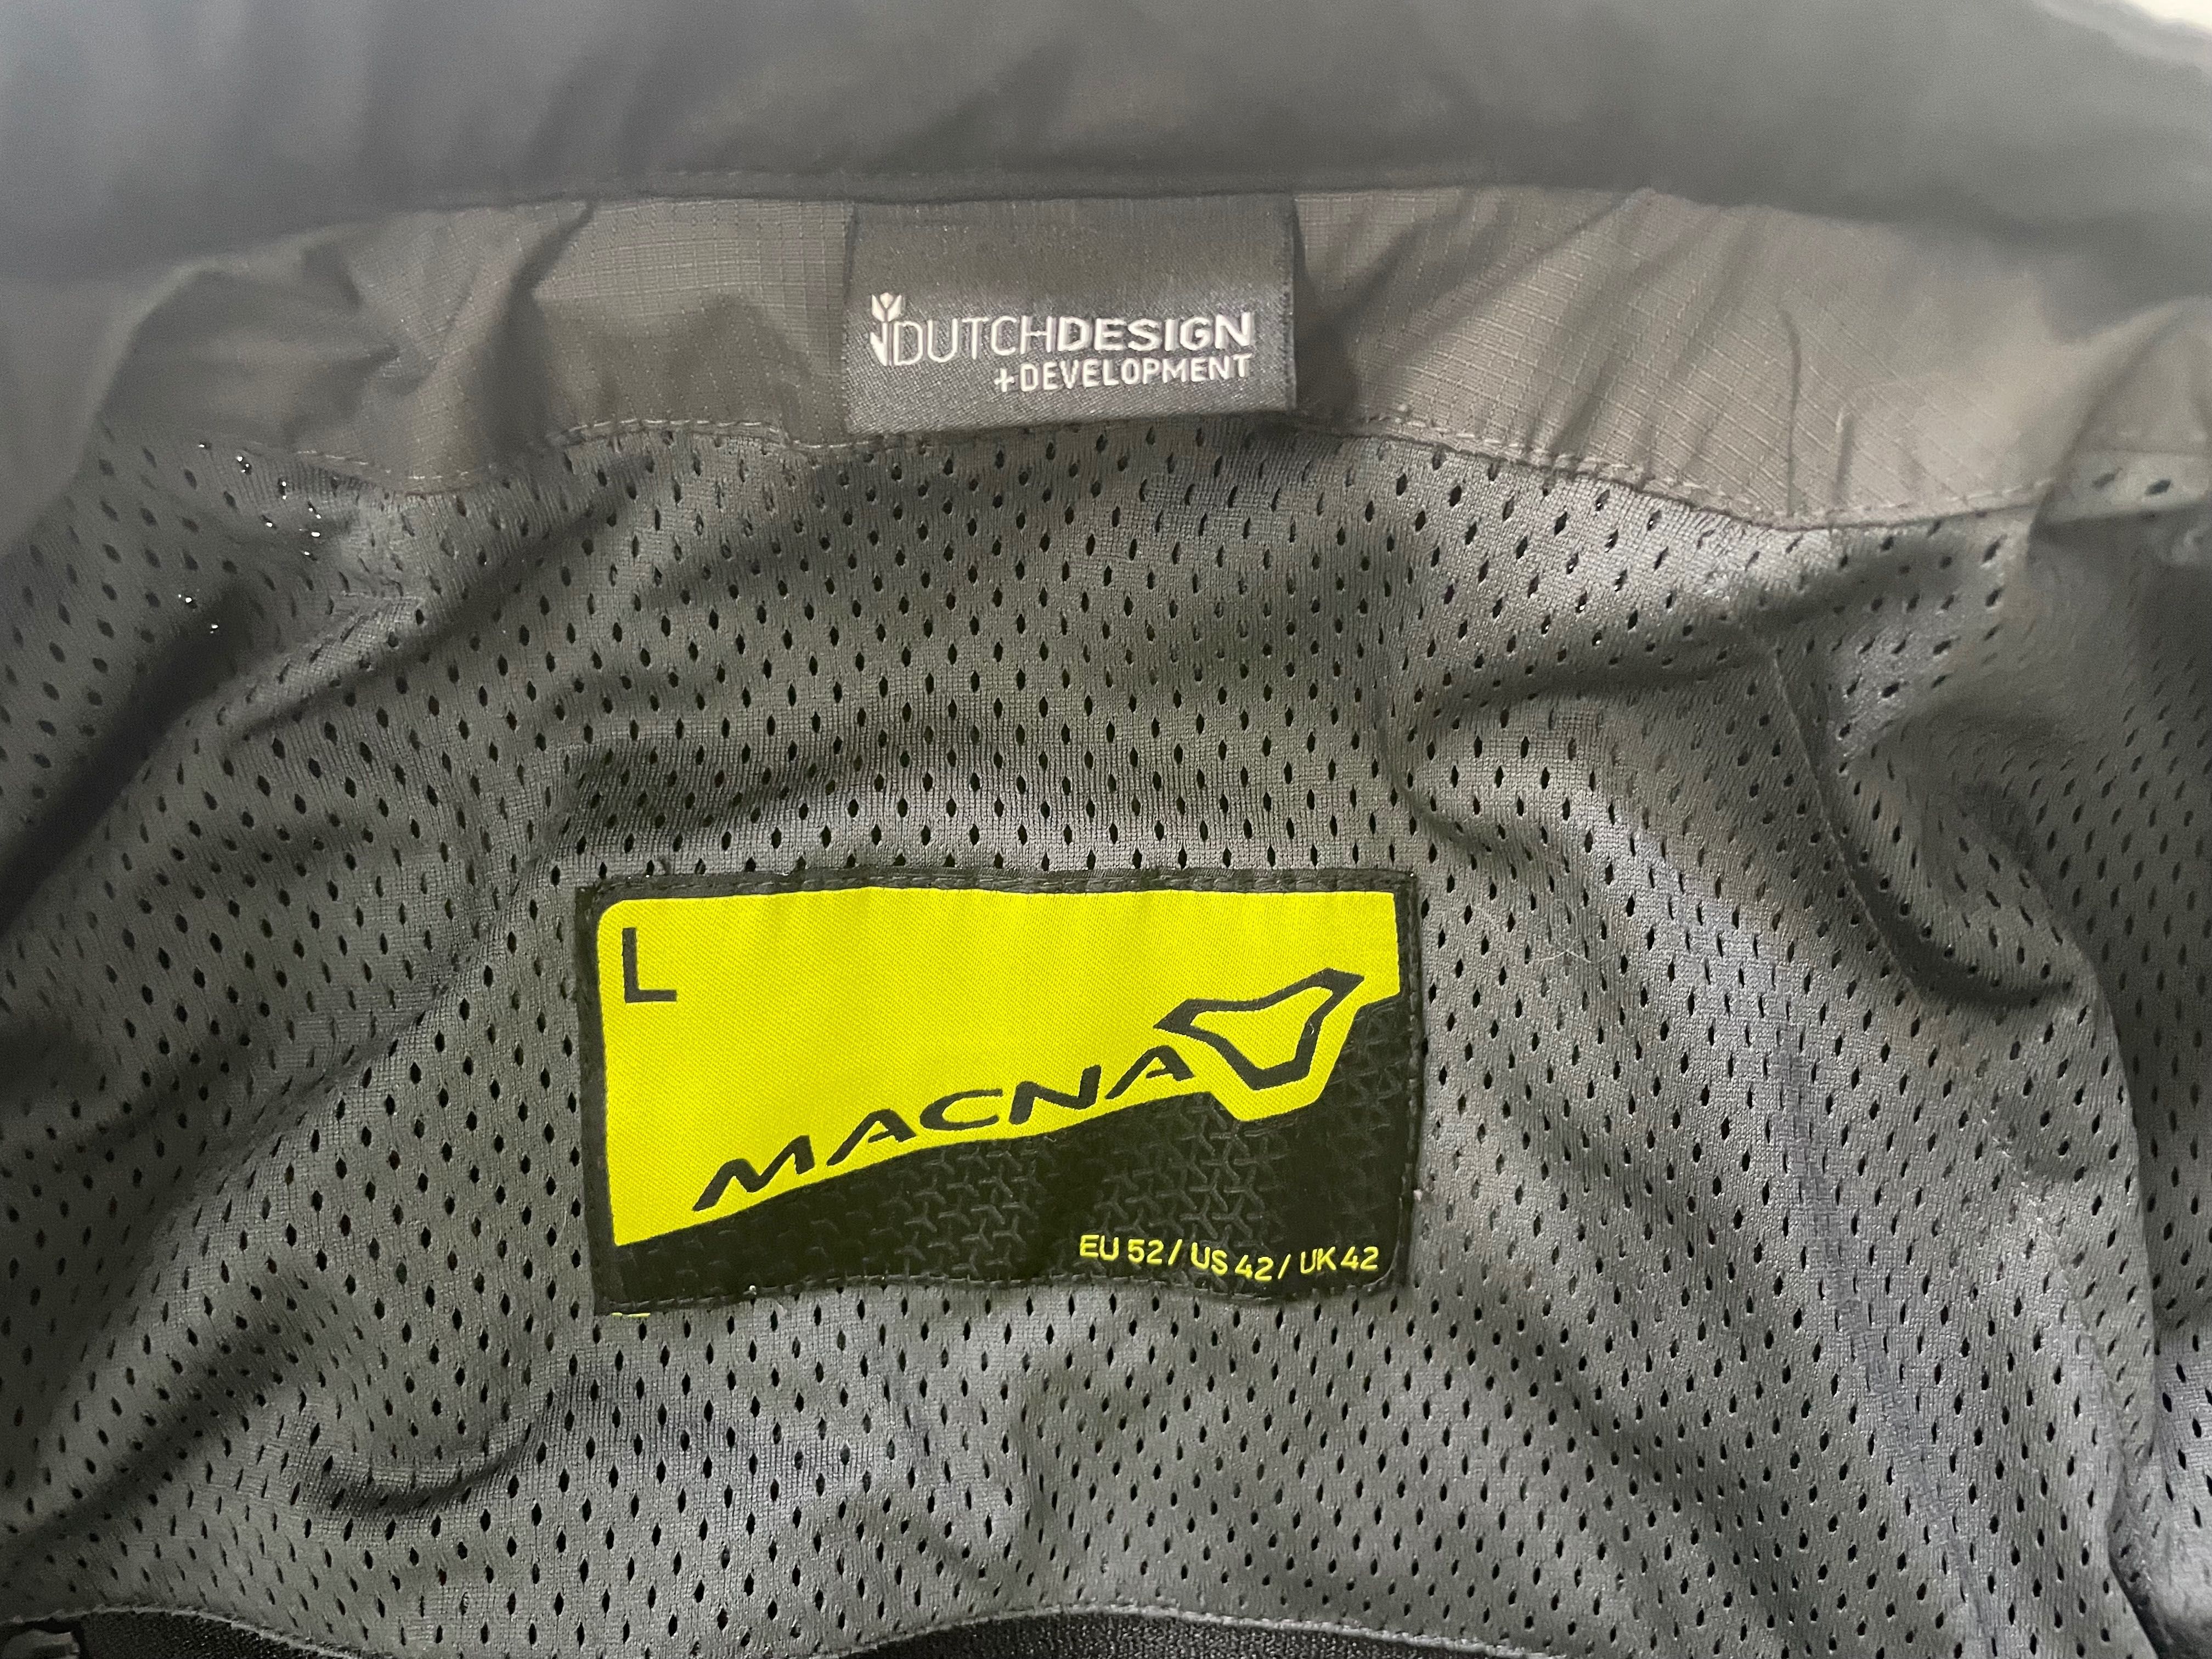 DUTCHDESIGN
+DEVELOPMENT
L
MACNA
EU 52/ US 42/ UK 42